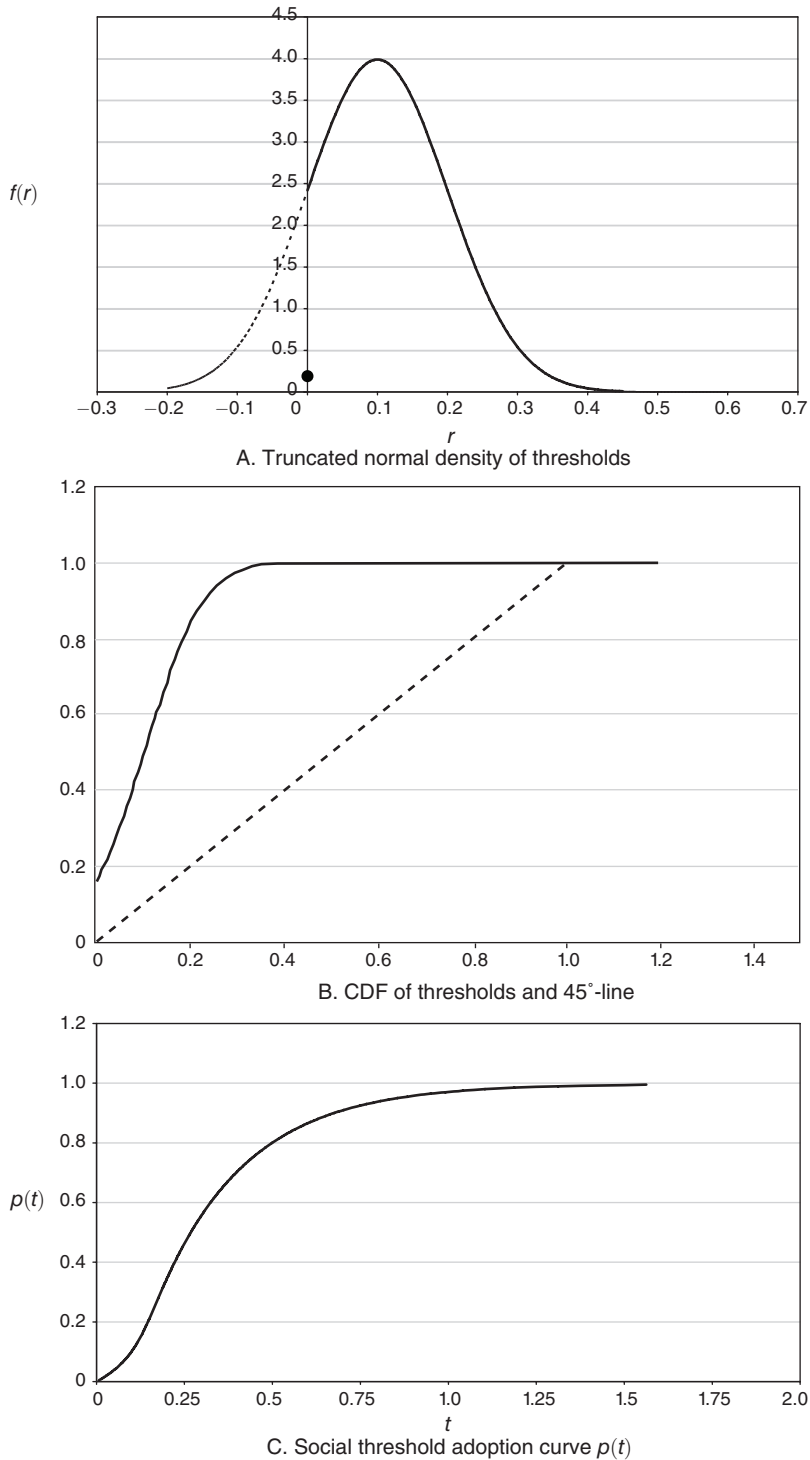 4.5
4.0
3.5
3.0
2.5
f(r)
2.0
1.5
1.0
0.5
0
−0.3 −0.2 −0.1 0 0.1 0.2 0.3 0.4 0.5 0.6 0.7
r
A. Truncated normal density of thresholds
1.2
1.0
0.8
0.6
0.4
0.2
0
0 0.2 0.4 0.6 0.8 1.0 1.2 1.4
B. CDF of thresholds and 45°-line
1.2
1.0
0.8
p(t)
0.6
0.4
0.2
0
0 0.25 0.5 0.75 1.0 1.25 1.5 1.75 2.0
t
C. Social threshold adoption curve p(t)